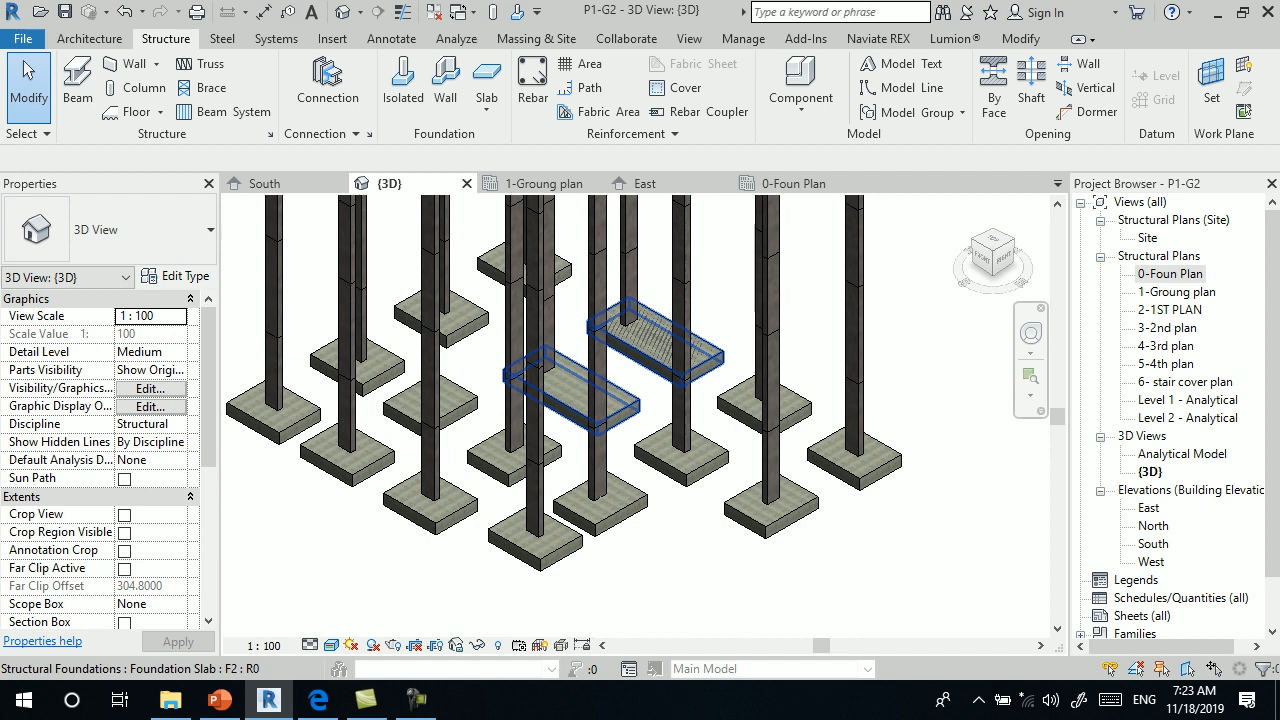 P1-G2 - 3D View: {3D}
Type a keyword or phrase
Sign In
File Architecture Structure Steel Systems Insert Annotate Analyze Massing & Site Collaborate View Manage Add-Ins Naviate REX Lumion® Modify
Modify
Beam
Wall
Column
Floor
Truss
Brace
Beam System
Connection
Isolated
Wall
Slab
Rebar
Area
Path
Fabric Area
Fabric Sheet
Cover
Rebar Coupler
Component
Model Text
Model Line
Model Group
By Face
Shaft
Wall
Vertical
Dormer
Level
Grid
Set
Select Structure Connection Foundation Reinforcement Model Opening Datum Work Plane
Properties
3D View
3D View: {3D}
Edit Type
Graphics
View Scale 1 : 100
Scale Value 1: 100
Detail Level Medium
Parts Visibility Show Origi...
Visibility/Graphics... Edit...
Graphic Display O... Edit...
Discipline Structural
Show Hidden Lines By Discipline
Default Analysis D... None
Sun Path
Extents
Crop View
Crop Region Visible
Annotation Crop
Far Clip Active
Far Clip Offset 304.8000
Scope Box None
Section Box
Properties help Apply
South {3D} 1-Groung plan East 0-Foun Plan
1 : 100
Project Browser - P1-G2
Views (all)
Structural Plans (Site)
Site
Structural Plans
0-Foun Plan
1-Groung plan
2-1ST PLAN
3-2nd plan
4-3rd plan
5-4th plan
6- stair cover plan
Level 1 - Analytical
Level 2 - Analytical
3D Views
Analytical Model
{3D}
Elevations (Building Elevatic
East
North
South
West
Legends
Schedules/Quantities (all)
Sheets (all)
Families
Structural Foundations : Foundation Slab : F2 : R0
:0
Main Model
:0
ENG
7:23 AM
11/18/2019